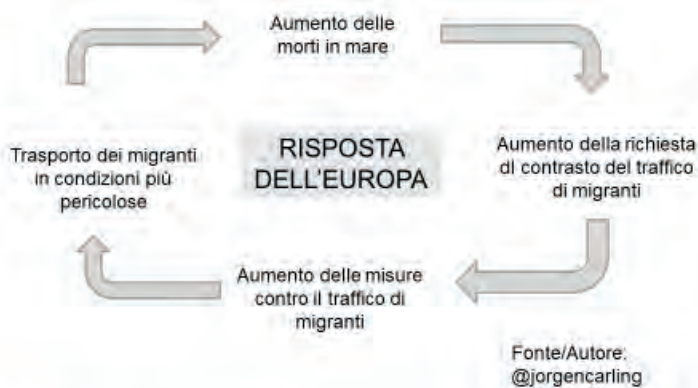 Aumento delle
morti in mare
Trasporto dei migranti
in condizioni più
pericolose
RISPOSTA
DELL'EUROPA
Aumento della richiesta
di contrasto del traffico
di migranti
Aumento delle misure
contro il traffico di
migranti
Fonte/Autore:
@jorgencarling